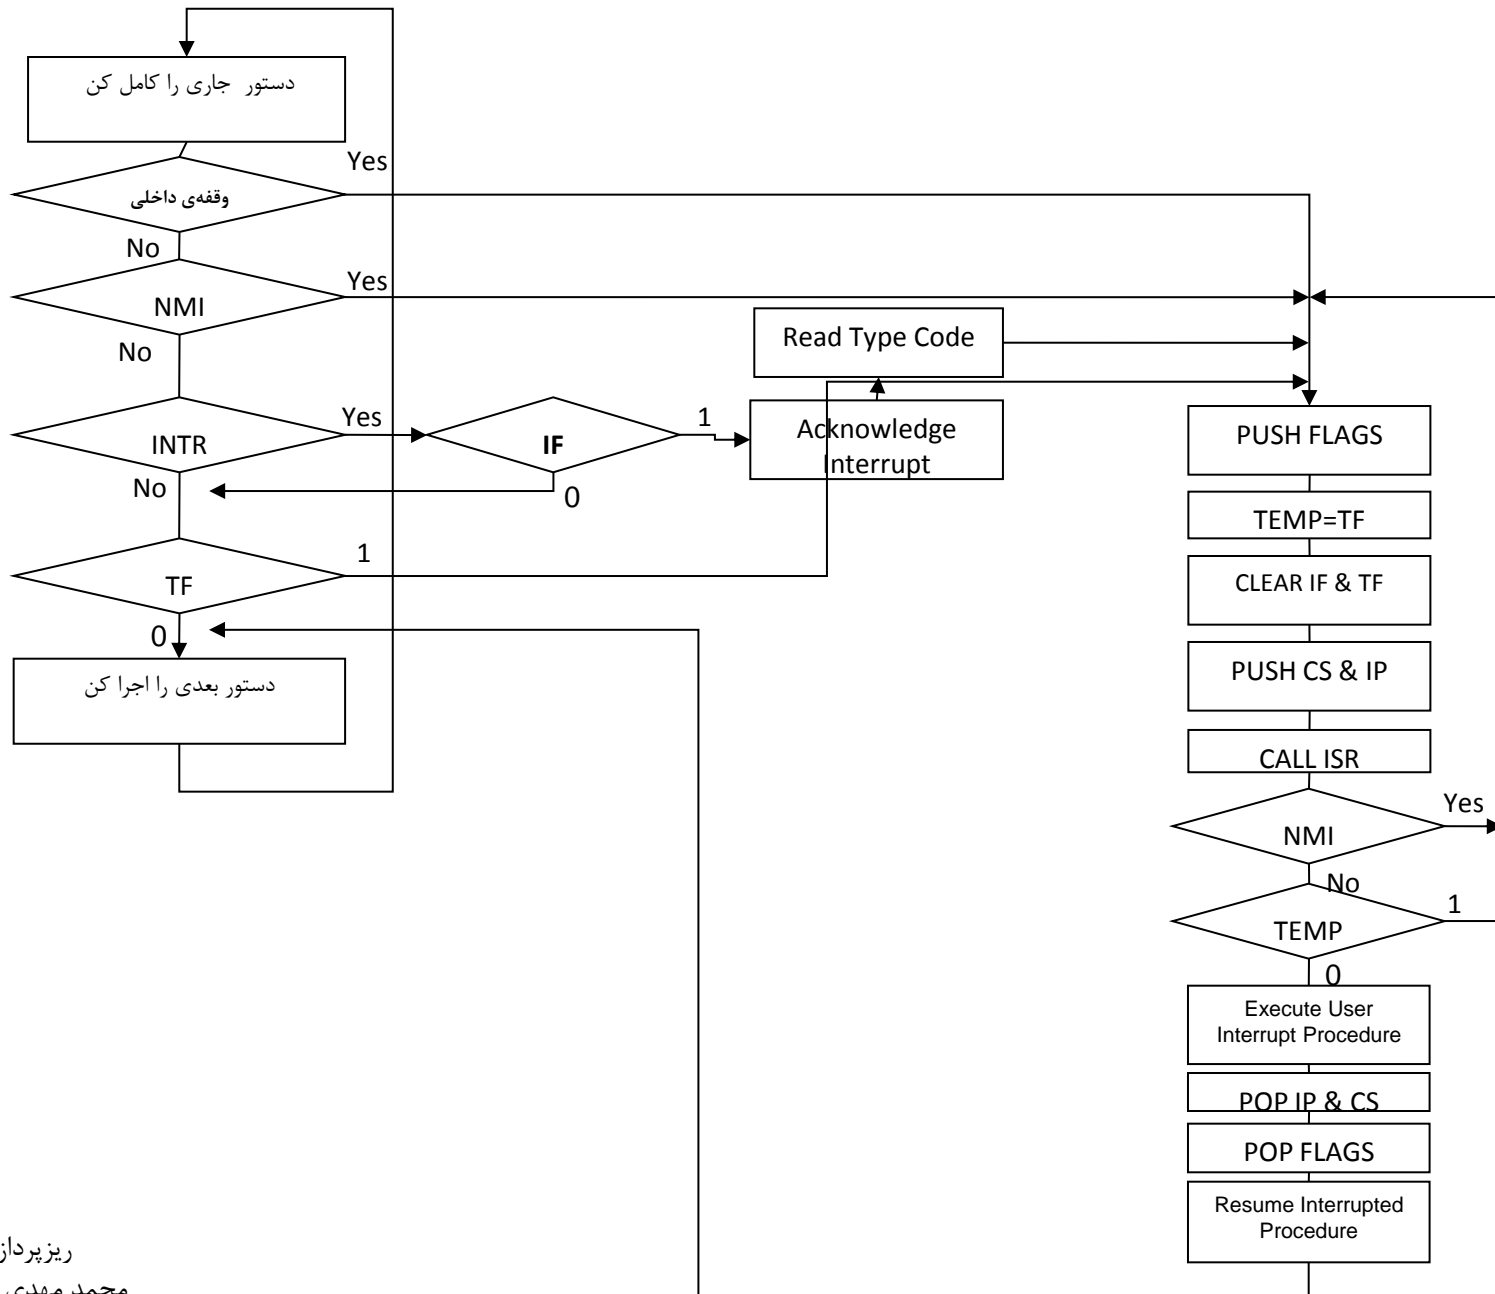 دستور جاری را کامل کن
Yes
وقفه‌ی داخلی
No
Yes
NMI
No
Read Type Code
Yes
INTR
No
IF
1
0
Acknowledge
Interrupt
1
TF
0
دستور بعدی را اجرا کن
PUSH FLAGS
TEMP=TF
CLEAR IF & TF
PUSH CS & IP
CALL ISR
Yes
NMI
No
1
TEMP
0
Execute User
Interrupt Procedure
POP IP & CS
POP FLAGS
Resume Interrupted
Procedure
محمد مهدی